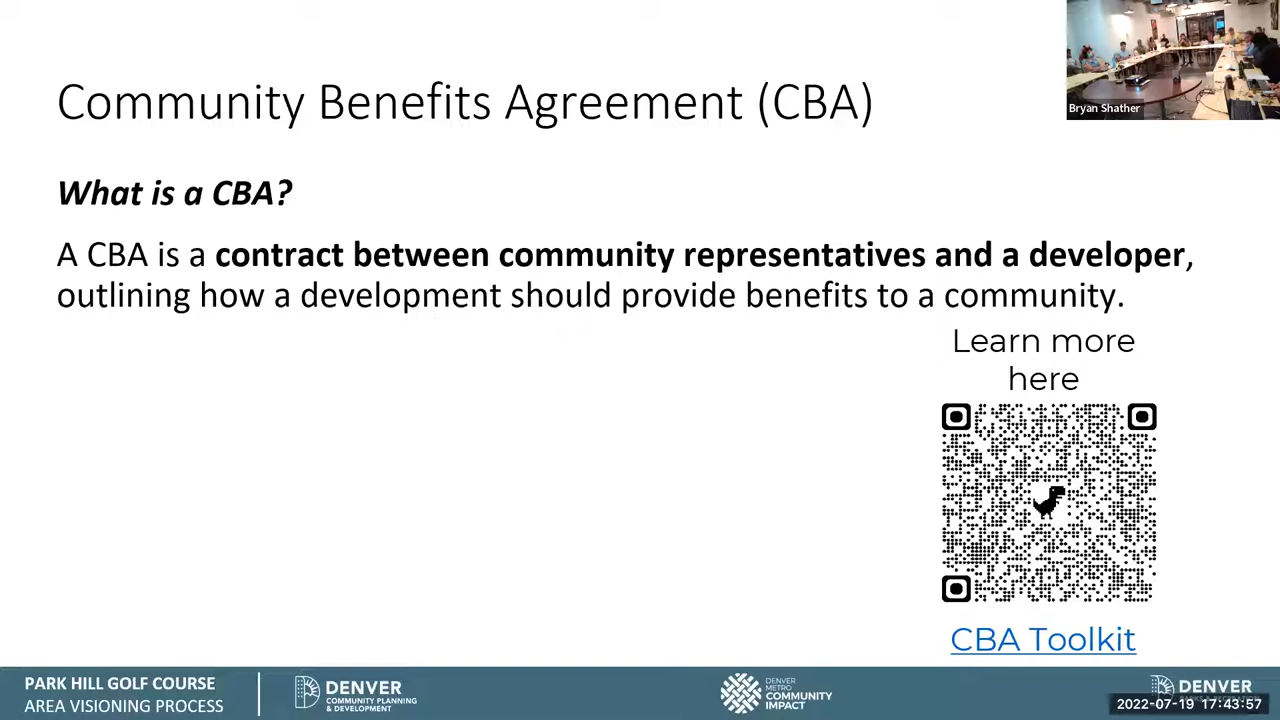 Community Benefits Agreement (CBA)
Bryan Shather
What is a CBA?
A CBA is a contract between community representatives and a developer,
outlining how a development should provide benefits to a community.
Learn more
here
CBA Toolkit
PARK HILL GOLF COURSE
AREA VISIONING PROCESS
DENVER
COMMUNITY PLANNING
& DEVELOPMENT
DENVER
METRO
COMMUNITY
IMPACT
DENVER
2022-07-19 17:43:57